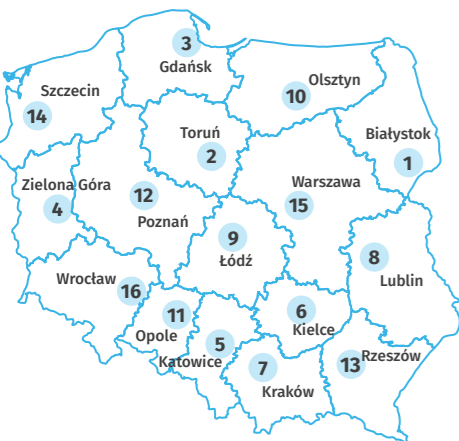 3
Gdańsk
Olsztyn
10
Szczecin
14
Toruń
2
Białystok
1
Zielona Góra
4
12
Poznań
Warszawa
15
9
Łódź
8
Lublin
Wrocław
16
11
Opole
6
Kielce
5
Katowice
7
Kraków
Rzeszów
13